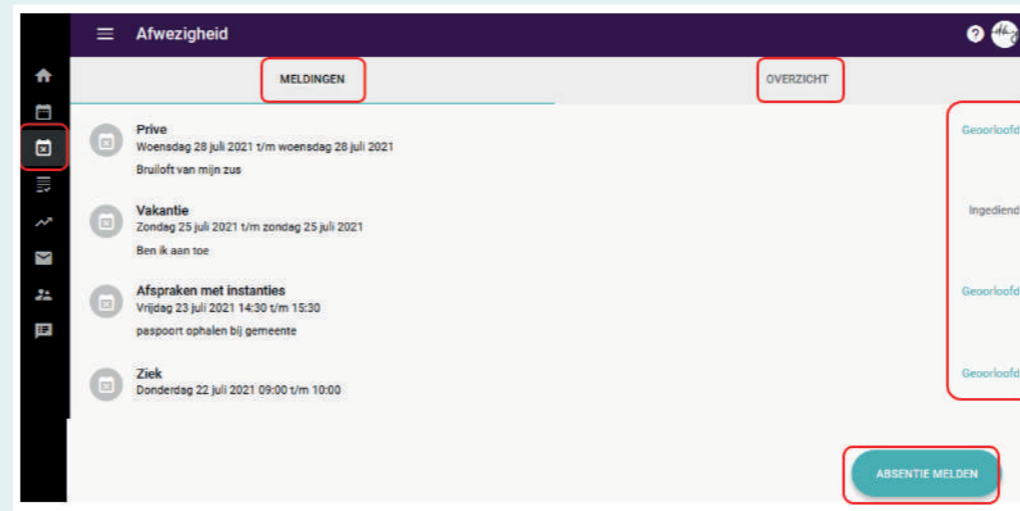 Afwezigheid
MELDINGEN
OVERZICHT
Prive
Geoorloofd
Woensdag 28 juli 2021 t/m woensdag 28 juli 2021
Bruiloft van mijn zus
Vakantie
Ingediend
Zondag 25 juli 2021 t/m zondag 25 juli 2021
Ben ik aan toe
Afspraken met instanties
Geoorloofd
Vrijdag 23 juli 2021 14:30 t/m 15:30
paspoort ophalen bij gemeente
Ziek
Geoorloofd
Donderdag 22 juli 2021 09:00 t/m 10:00
ABSENTIE MELDEN